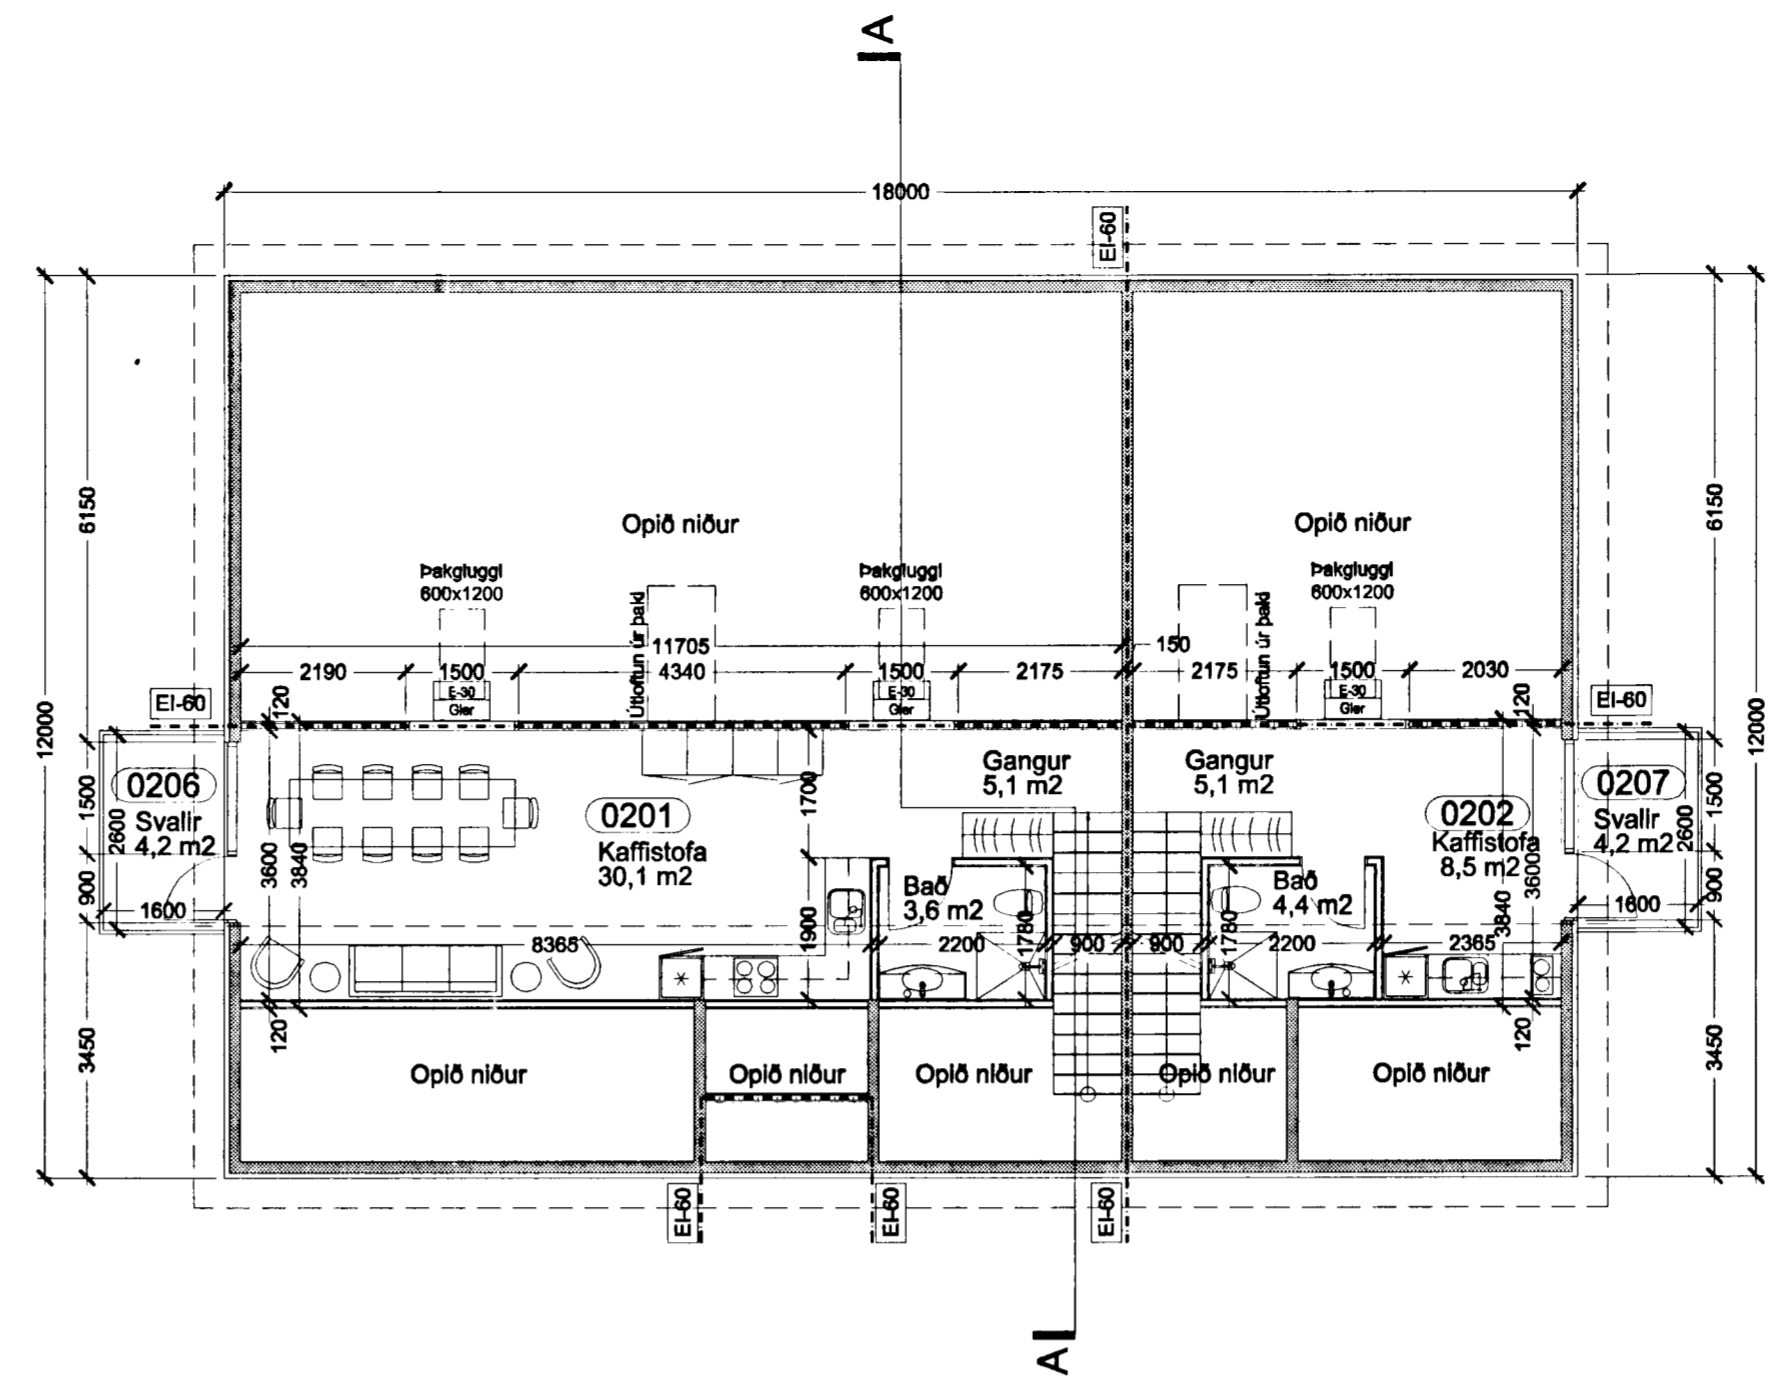 A
18000
EI-60
12000
6150
6150
12000
Opið niður
Opið niður
Þakgluggi
600x1200
Þakgluggi
600x1200
Þakgluggi
600x1200
Útloftun úr þaki
Útloftun úr þaki
11705
150
2190
1500
4340
1500
2175
2175
1500
2030
E-30
Gler
E-30
Gler
E-30
Gler
EI-60
120
120
EI-60
0206
Svalir
4,2 m2
1500
2600
900
1600
3600
3840
0201
Kaffistofa
30,1 m2
1700
1900
Gangur
5,1 m2
Gangur
5,1 m2
0202
Kaffistofa
8,5 m2
0207
Svalir
4,2 m2
1500
2600
900
1600
3600
3840
Bað
3,6 m2
Bað
4,4 m2
1780
1780
8365
2200
900
900
2200
2365
120
120
3450
3450
Opið niður
Opið niður
Opið niður
Opið niður
Opið niður
EI-60
EI-60
EI-60
A